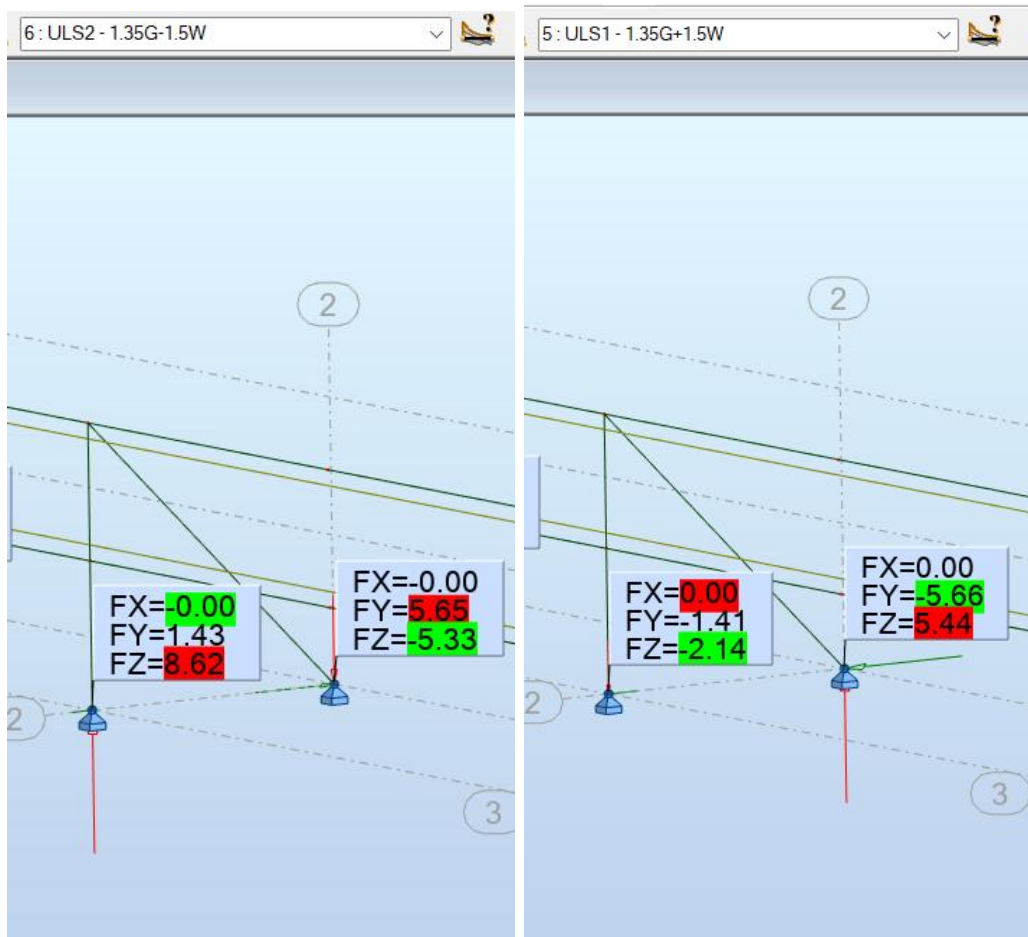 6 : ULS2 - 1.35G-1.5W
2
FX=-0.00
FY=5.65
FZ=-5.33
FX=-0.00
FY=1.43
FZ=8.62
2
3
5 : ULS1 - 1.35G+1.5W
2
FX=0.00
FY=-5.66
FZ=5.44
FX=0.00
FY=-1.41
FZ=-2.14
2
3